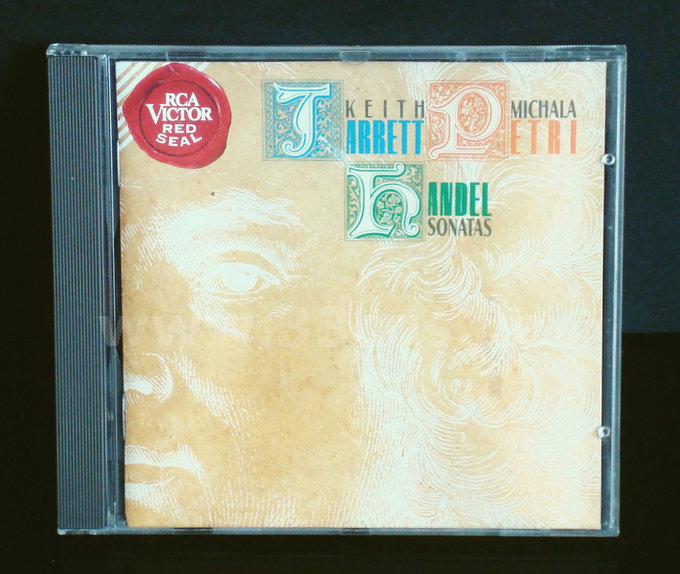 RCA
VICTOR
RED
SEAL
KEITH
JARRETT
MICHALA
PETRI
HANDEL
SONATAS